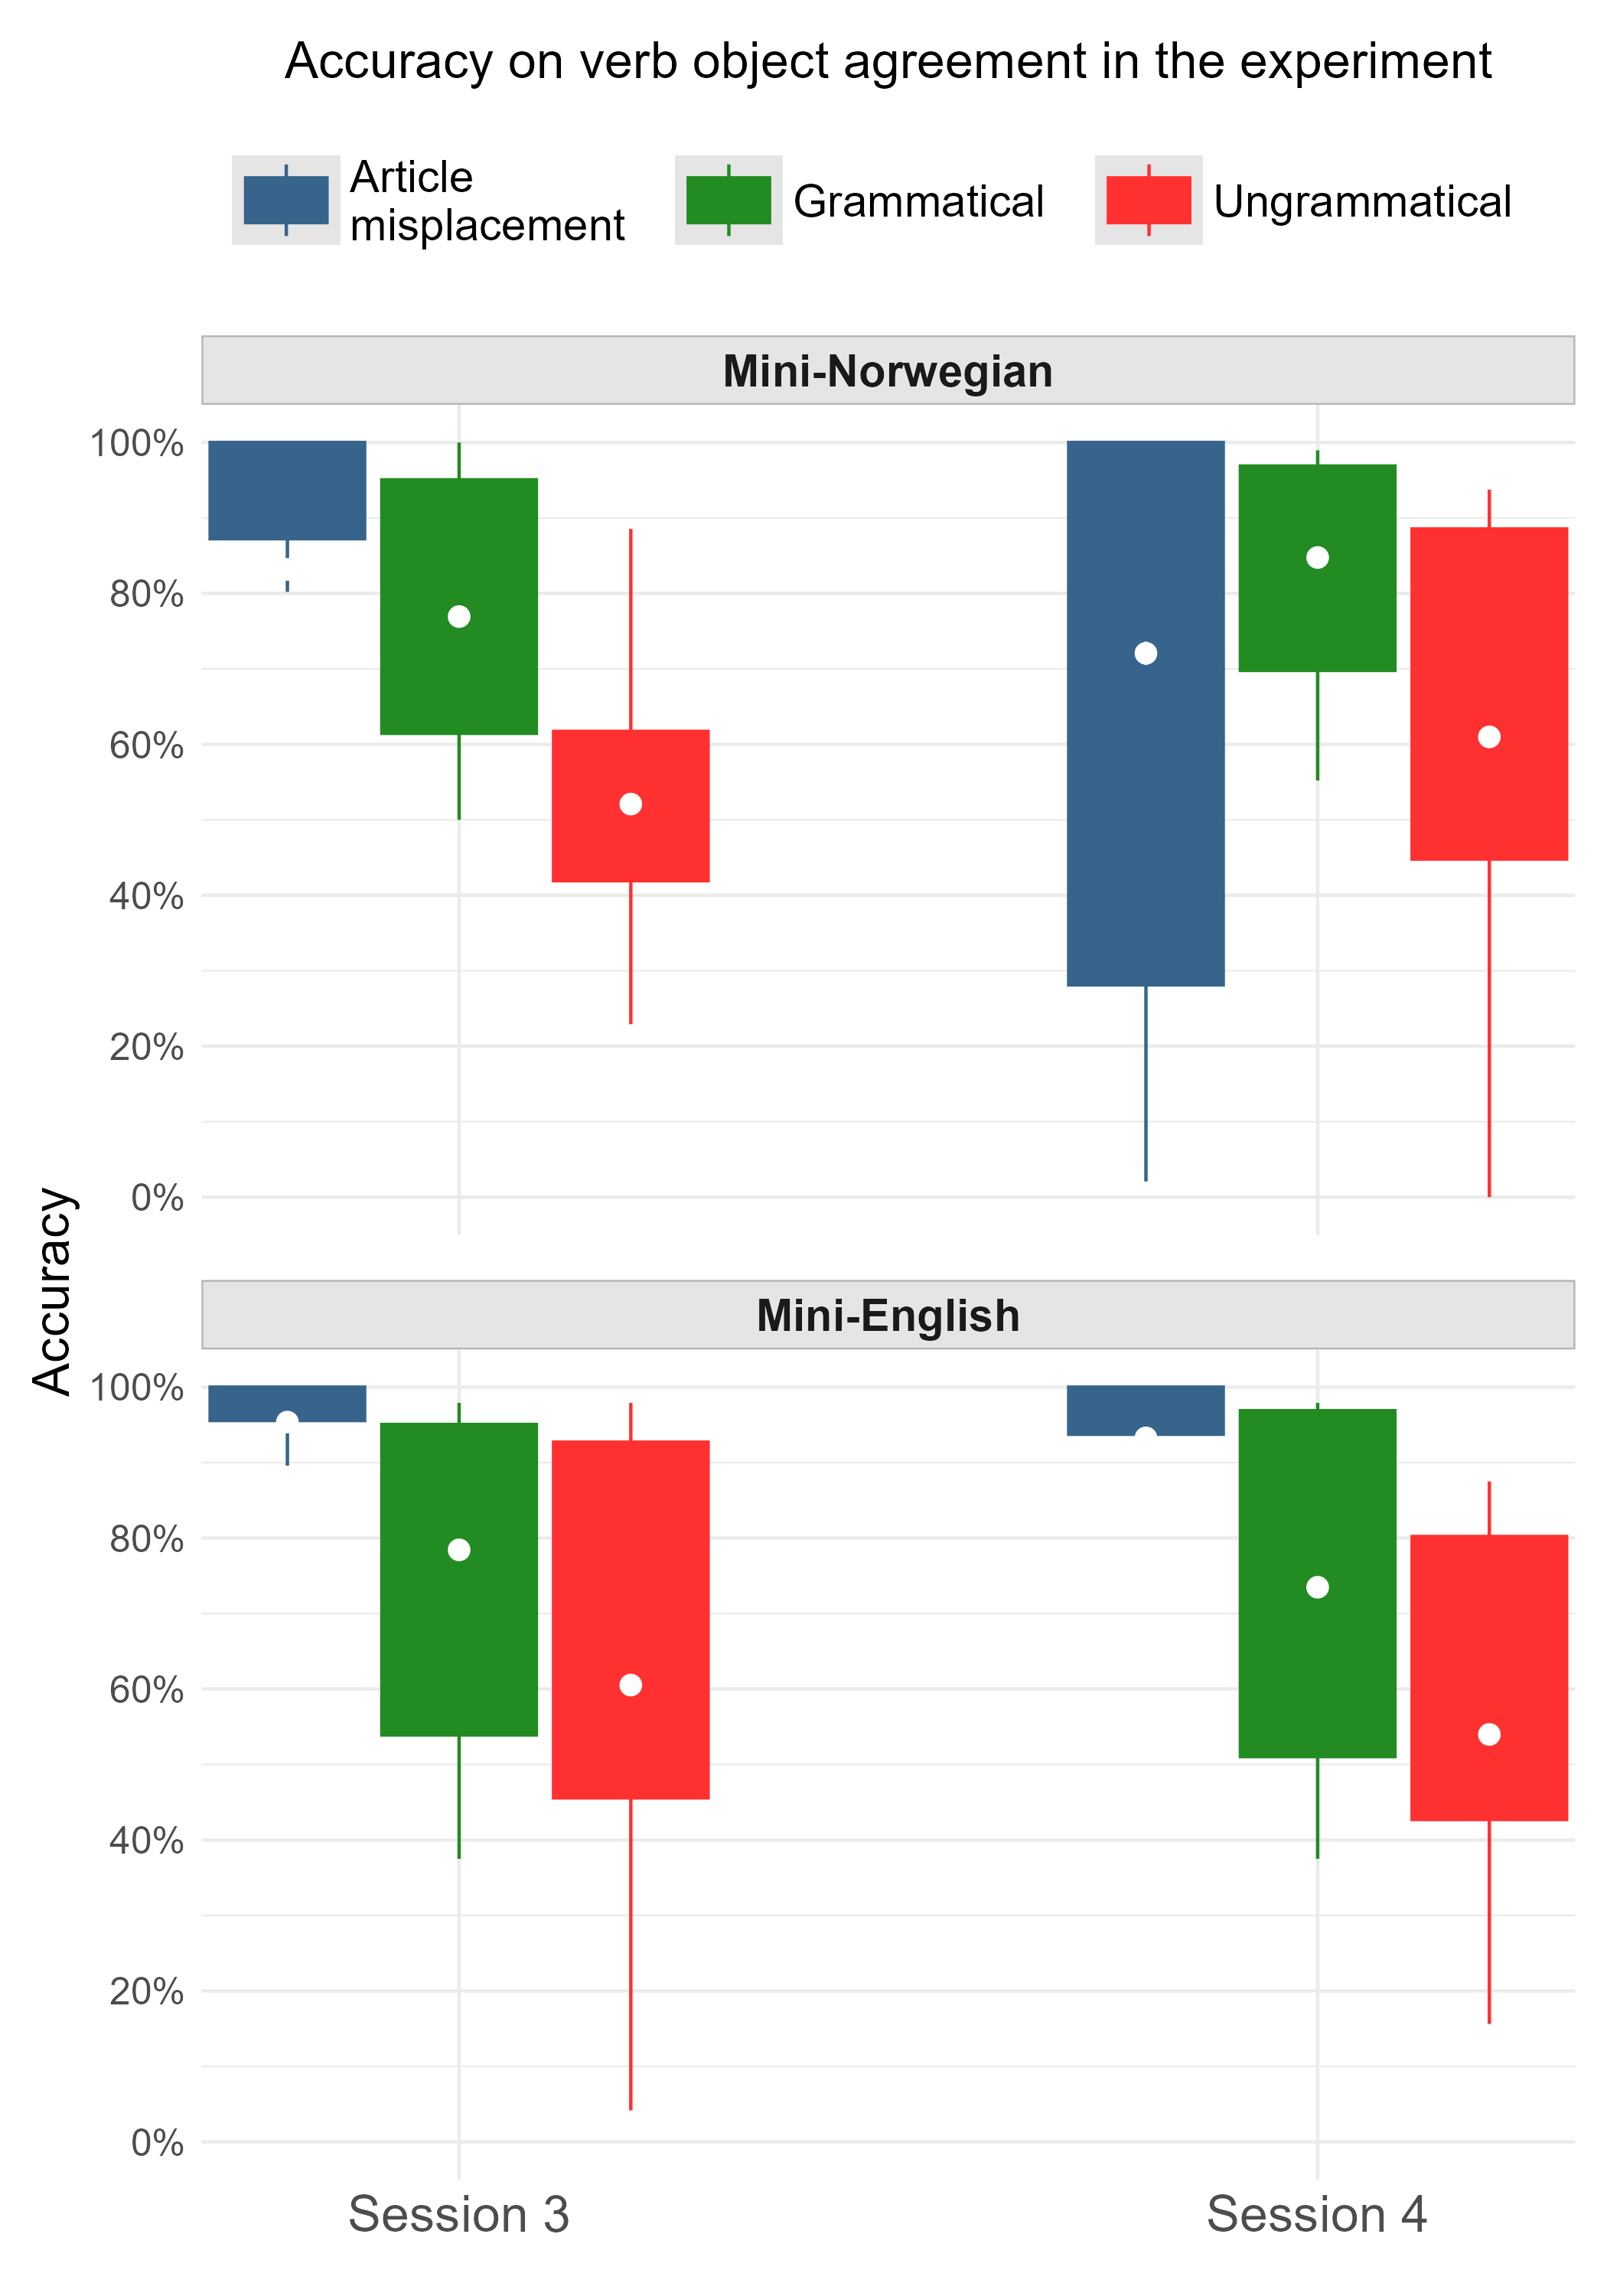 Accuracy on verb object agreement in the experiment
Article
misplacement
Grammatical
Ungrammatical
Mini-Norwegian
100%
80%
60%
40%
20%
0%
Accuracy
Mini-English
100%
80%
60%
40%
20%
0%
Session 3
Session 4